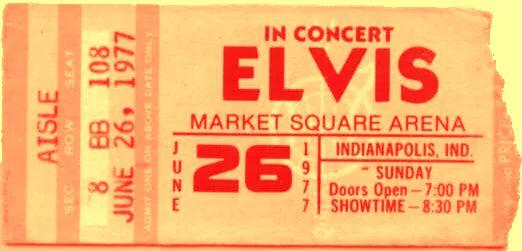 AISLE
SEC ROW SEAT
8 BB 108
JUNE 26, 1977
ADMIT ONE ON ABOVE DATE ONLY
IN CONCERT
ELVIS
MARKET SQUARE ARENA
JUNE 26 1977
INDIANAPOLIS, IND.
SUNDAY
Doors Open – 7:00 PM
SHOWTIME – 8:30 PM
PRIC